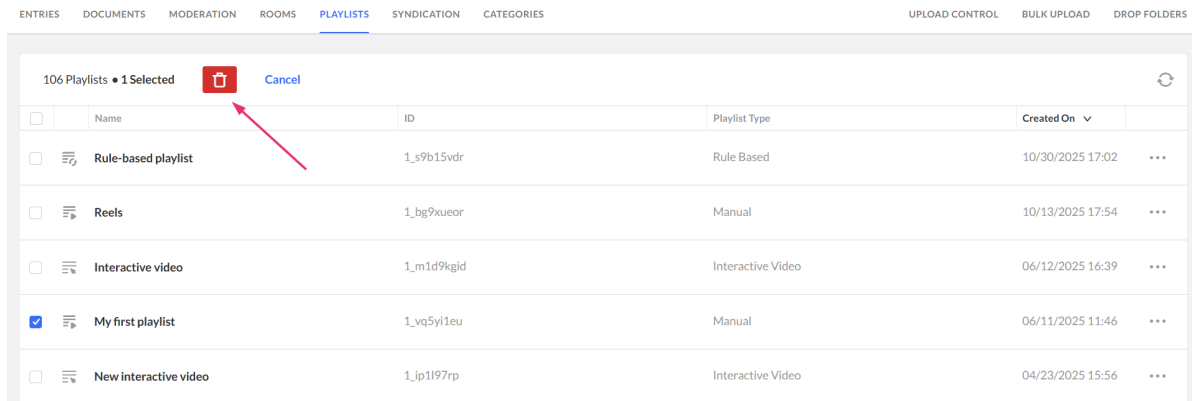 ENTRIES DOCUMENTS MODERATION ROOMS PLAYLISTS SYNDICATION CATEGORIES UPLOAD CONTROL BULK UPLOAD DROP FOLDERS
106 Playlists • 1 Selected Cancel
Name ID Playlist Type Created On
Rule-based playlist 1_s9b15vdr Rule Based 10/30/2025 17:02
Reels 1_bg9xueor Manual 10/13/2025 17:54
Interactive video 1_m1d9kgid Interactive Video 06/12/2025 16:39
My first playlist 1_vq5yi1eu Manual 06/11/2025 11:46
New interactive video 1_ip1l97rp Interactive Video 04/23/2025 15:56